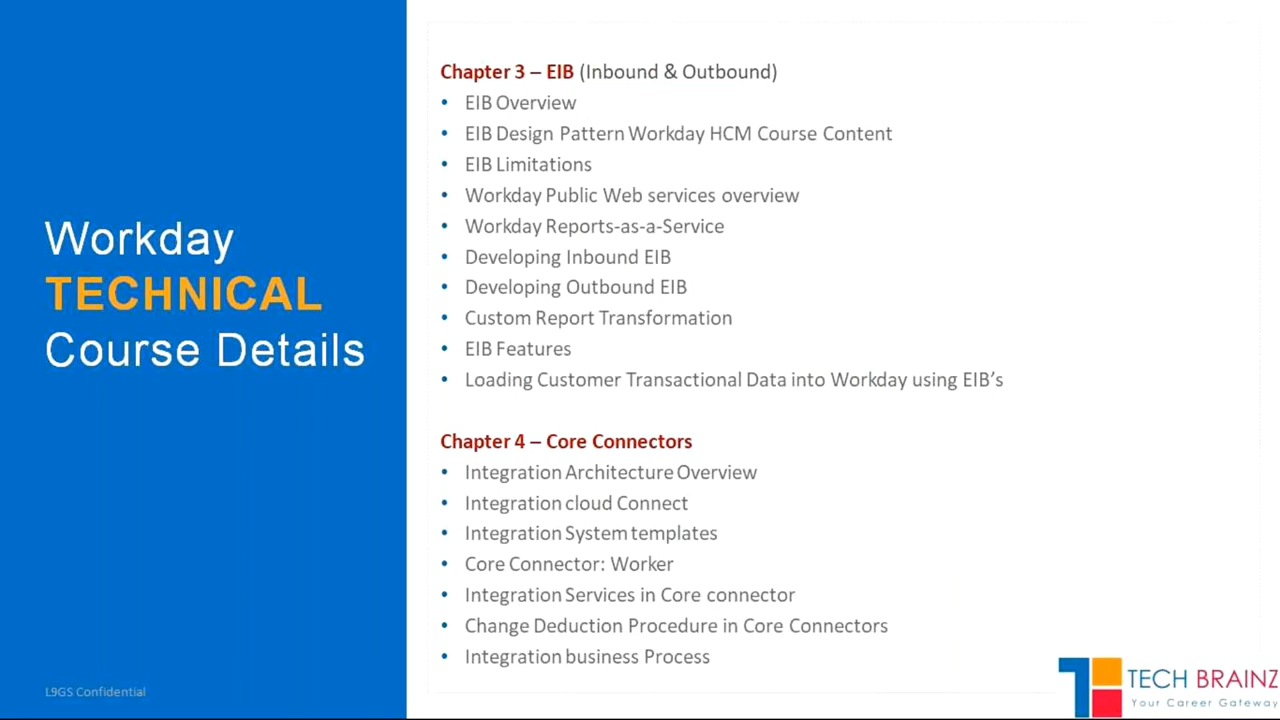 Workday
TECHNICAL
Course Details
L9GS Confidential
Chapter 3 – EIB (Inbound & Outbound)
• EIB Overview
• EIB Design Pattern Workday HCM Course Content
• EIB Limitations
• Workday Public Web services overview
• Workday Reports-as-a-Service
• Developing Inbound EIB
• Developing Outbound EIB
• Custom Report Transformation
• EIB Features
• Loading Customer Transactional Data into Workday using EIB’s
Chapter 4 – Core Connectors
• Integration Architecture Overview
• Integration cloud Connect
• Integration System templates
• Core Connector: Worker
• Integration Services in Core connector
• Change Deduction Procedure in Core Connectors
• Integration business Process
TECH BRAINZ
Your Career Gateway